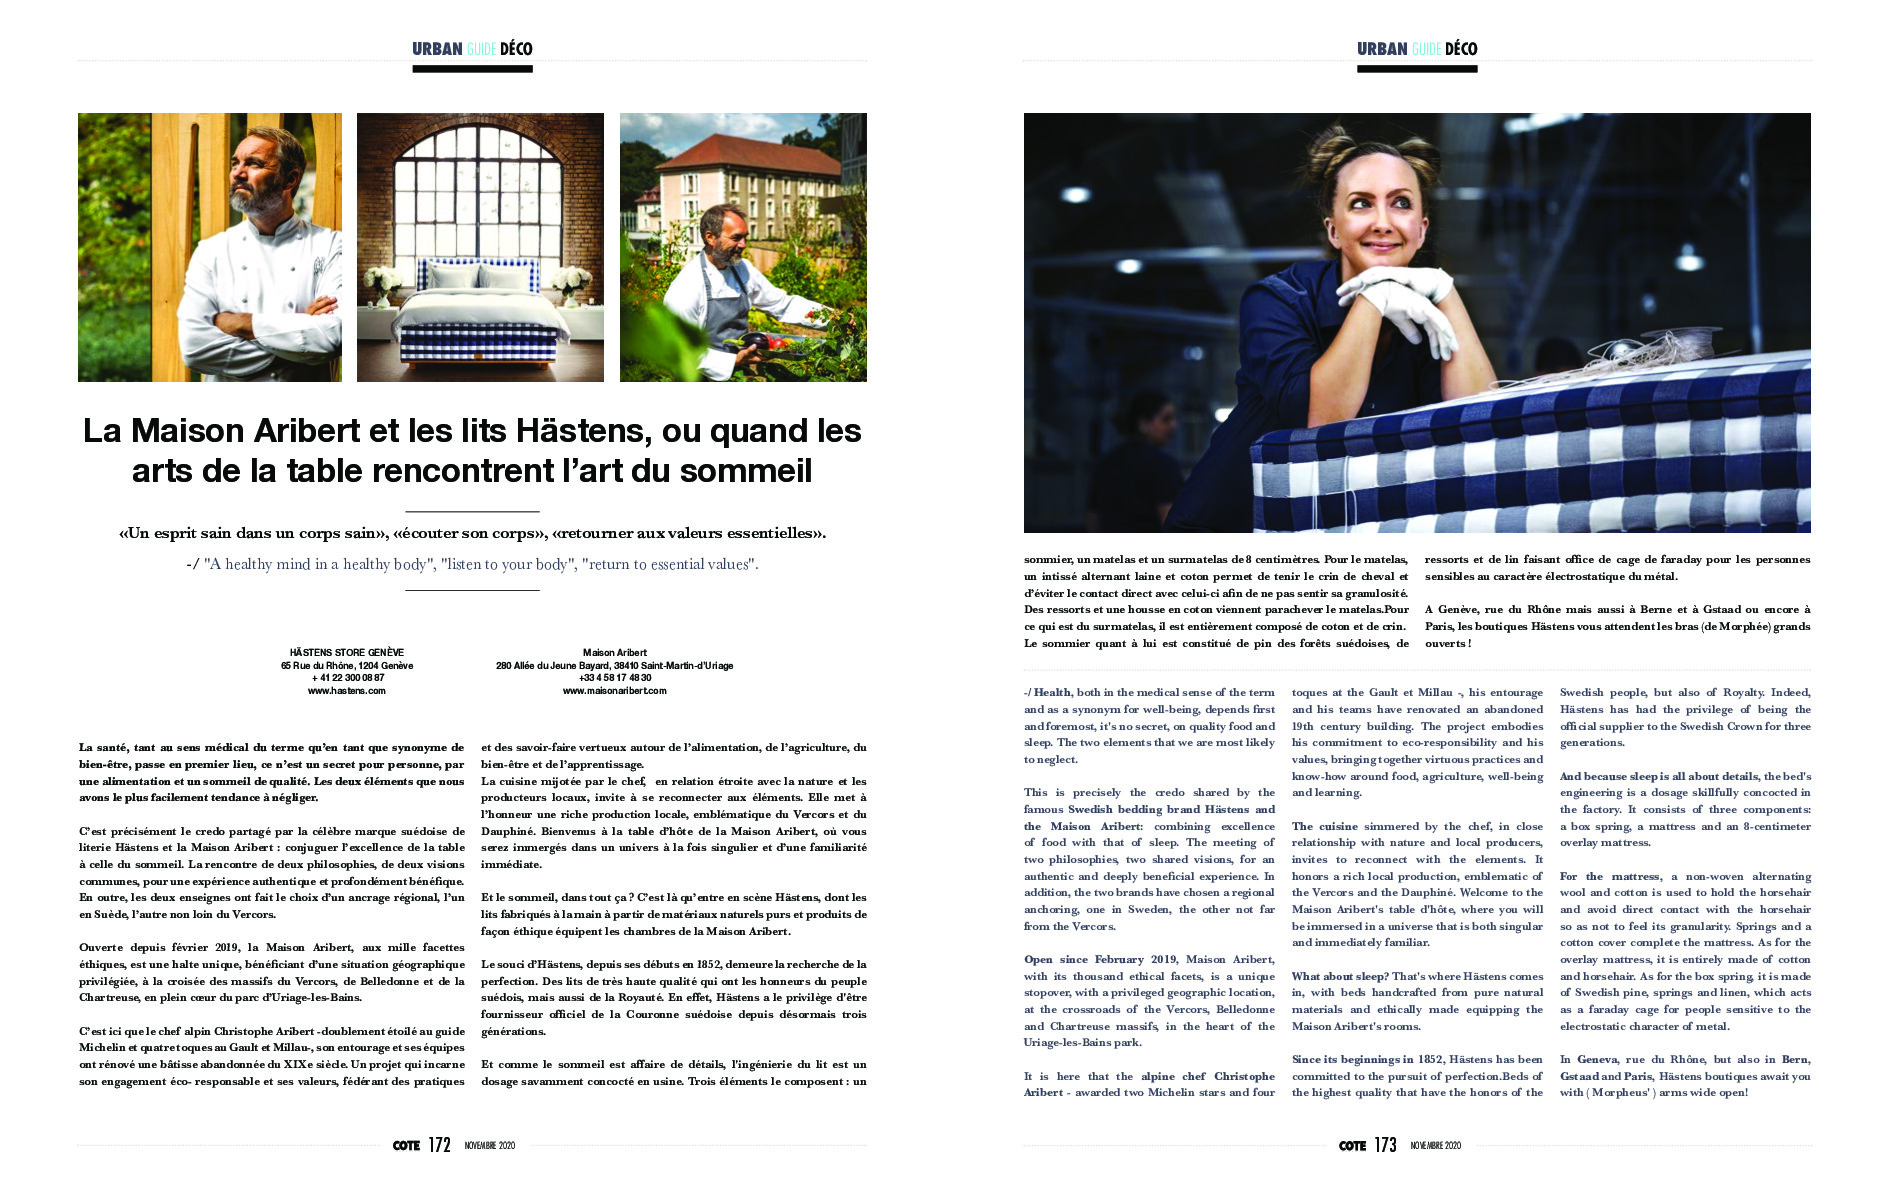 URBAN GUIDE DÉCO
La Maison Aribert et les lits Hästens, ou quand les
arts de la table rencontrent l’art du sommeil
«Un esprit sain dans un corps sain», «écouter son corps», «retourner aux valeurs essentielles».
-/ "A healthy mind in a healthy body", "listen to your body", "return to essential values".
HÄSTENS STORE GENÈVE
65 Rue du Rhône, 1204 Genève
+ 41 22 300 08 87
www.hastens.com
Maison Aribert
280 Allée du Jeune Bayard, 38410 Saint-Martin-d’Uriage
+33 4 58 17 48 30
www.maisonaribert.com
La santé, tant au sens médical du terme qu’en tant que synonyme de
bien-être, passe en premier lieu, ce n’est un secret pour personne, par
une alimentation et un sommeil de qualité. Les deux éléments que nous
avons le plus facilement tendance à négliger.
C’est précisément le credo partagé par la célèbre marque suédoise de
literie Hästens et la Maison Aribert : conjuguer l’excellence de la table
à celle du sommeil. La rencontre de deux philosophies, de deux visions
communes, pour une expérience authentique et profondément bénéfique.
En outre, les deux enseignes ont fait le choix d’un ancrage régional, l’un
en Suède, l’autre non loin du Vercors.
Ouverte depuis février 2019, la Maison Aribert, aux mille facettes
éthiques, est une halte unique, bénéficiant d’une situation géographique
privilégiée, à la croisée des massifs du Vercors, de Belledonne et de la
Chartreuse, en plein cœur du parc d’Uriage-les-Bains.
C’est ici que le chef alpin Christophe Aribert -doublement étoilé au guide
Michelin et quatre toques au Gault et Millau-, son entourage et ses équipes
ont rénové une bâtisse abandonnée du XIXe siècle. Un projet qui incarne
son engagement éco- responsable et ses valeurs, fédérant des pratiques
et des savoir-faire vertueux autour de l’alimentation, de l’agriculture, du
bien-être et de l’apprentissage.
La cuisine mijotée par le chef, en relation étroite avec la nature et les
producteurs locaux, invite à se reconnecter aux éléments. Elle met à
l’honneur une riche production locale, emblématique du Vercors et du
Dauphiné. Bienvenus à la table d’hôte de la Maison Aribert, où vous
serez immergés dans un univers à la fois singulier et d’une familiarité
immédiate.
Et le sommeil, dans tout ça ? C’est là qu’entre en scène Hästens, dont les
lits fabriqués à la main à partir de matériaux naturels purs et produits de
façon éthique équipent les chambres de la Maison Aribert.
Le souci d’Hästens, depuis ses débuts en 1852, demeure la recherche de la
perfection. Des lits de très haute qualité qui ont les honneurs du peuple
suédois, mais aussi de la Royauté. En effet, Hästens a le privilège d'être
fournisseur officiel de la Couronne suédoise depuis désormais trois
générations.
Et comme le sommeil est affaire de détails, l'ingénierie du lit est un
dosage savamment concocté en usine. Trois éléments le composent : un
COTE 172 NOVEMBRE 2020
URBAN GUIDE DÉCO
sommier, un matelas et un surmatelas de 8 centimètres. Pour le matelas,
un intissé alternant laine et coton permet de tenir le crin de cheval et
d’éviter le contact direct avec celui-ci afin de ne pas sentir sa granulosité.
Des ressorts et une housse en coton viennent parachever le matelas.Pour
ce qui est du surmatelas, il est entièrement composé de coton et de crin.
Le sommier quant à lui est constitué de pin des forêts suédoises, de
ressorts et de lin faisant office de cage de faraday pour les personnes
sensibles au caractère électrostatique du métal.
A Genève, rue du Rhône mais aussi à Berne et à Gstaad ou encore à
Paris, les boutiques Hästens vous attendent les bras (de Morphée) grands
ouverts !
-/ Health, both in the medical sense of the term
and as a synonym for well-being, depends first
and foremost, it's no secret, on quality food and
sleep. The two elements that we are most likely
to neglect.
This is precisely the credo shared by the
famous Swedish bedding brand Hästens and
the Maison Aribert: combining excellence
of food with that of sleep. The meeting of
two philosophies, two shared visions, for an
authentic and deeply beneficial experience. In
addition, the two brands have chosen a regional
anchoring, one in Sweden, the other not far
from the Vercors.
Open since February 2019, Maison Aribert,
with its thousand ethical facets, is a unique
stopover, with a privileged geographic location,
at the crossroads of the Vercors, Belledonne
and Chartreuse massifs, in the heart of the
Uriage-les-Bains park.
It is here that the alpine chef Christophe
Aribert - awarded two Michelin stars and four
toques at the Gault et Millau -, his entourage
and his teams have renovated an abandoned
19th century building. The project embodies
his commitment to eco-responsibility and his
values, bringing together virtuous practices and
know-how around food, agriculture, well-being
and learning.
The cuisine simmered by the chef, in close
relationship with nature and local producers,
invites to reconnect with the elements. It
honors a rich local production, emblematic of
the Vercors and the Dauphiné. Welcome to the
Maison Aribert's table d'hôte, where you will
be immersed in a universe that is both singular
and immediately familiar.
What about sleep? That's where Hästens comes
in, with beds handcrafted from pure natural
materials and ethically made equipping the
Maison Aribert's rooms.
Since its beginnings in 1852, Hästens has been
committed to the pursuit of perfection.Beds of
the highest quality that have the honors of the
Swedish people, but also of Royalty. Indeed,
Hästens has had the privilege of being the
official supplier to the Swedish Crown for three
generations.
And because sleep is all about details, the bed's
engineering is a dosage skillfully concocted in
the factory. It consists of three components:
a box spring, a mattress and an 8-centimeter
overlay mattress.
For the mattress, a non-woven alternating
wool and cotton is used to hold the horsehair
and avoid direct contact with the horsehair
so as not to feel its granularity. Springs and a
cotton cover complete the mattress. As for the
overlay mattress, it is entirely made of cotton
and horsehair. As for the box spring, it is made
of Swedish pine, springs and linen, which acts
as a faraday cage for people sensitive to the
electrostatic character of metal.
In Geneva, rue du Rhône, but also in Bern,
Gstaad and Paris, Hästens boutiques await you
with ( Morpheus' ) arms wide open!
COTE 173 NOVEMBRE 2020